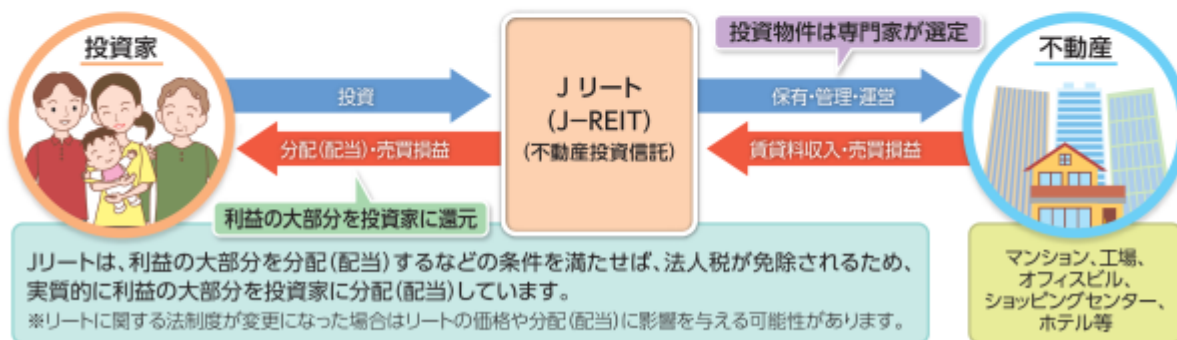 投資家
投資
分配(配当)・売買損益
利益の大部分を投資家に還元
Jリート
(J−REIT)
(不動産投資信託)
投資物件は専門家が選定
保有・管理・運営
賃貸料収入・売買損益
不動産
Jリートは、利益の大部分を分配(配当)するなどの条件を満たせば、法人税が免除されるため、
実質的に利益の大部分を投資家に分配(配当)しています。
※リートに関する法制度が変更になった場合はリートの価格や分配(配当)に影響を与える可能性があります。
マンション、工場、
オフィスビル、
ショッピングセンター、
ホテル等